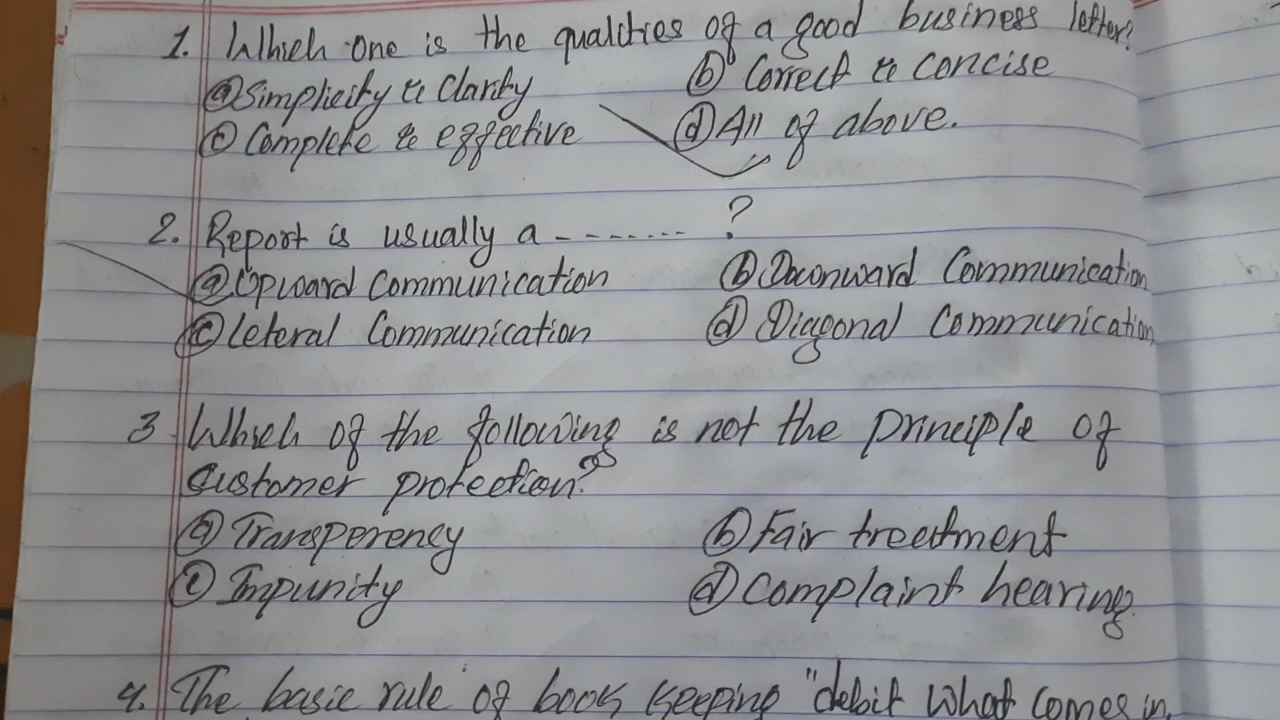 1. Which one is the qualities of a good business letter?
(a) Simplicity & Clarity (b) Correct & concise
(c) Complete & effective (d) All of above.
2. Report is usually a -------- ?
(a) Upward Communication (b) Downward Communication
(c) Leteral Communication (d) Diagonal Communication
3. Which of the following is not the principle of
customer protection?
(a) Transperency (b) Fair treatment
(c) Impunity (d) Complaint hearing.
4. The basic rule of book keeping "debit what comes in,